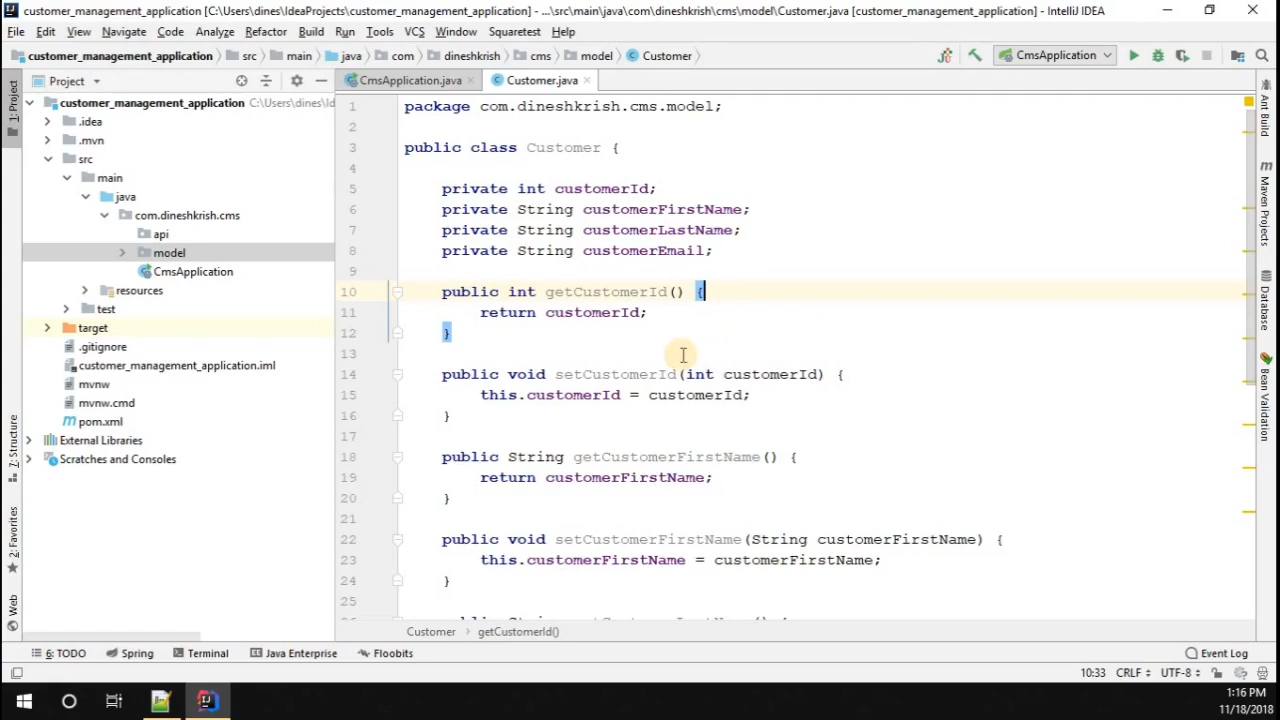 customer_management_application [C:\Users\dines\IdeaProjects\customer_management_application] - ...\src\main\java\com\dineshkrish\cms\model\Customer.java [customer_management_application] - IntelliJ IDEA
File Edit View Navigate Code Analyze Refactor Build Run Tools VCS Window Squaretest Help
customer_management_application src main java com dineshkrish cms model Customer CmsApplication
1: Project
Project
CmsApplication.java
Customer.java
customer_management_application C:\Users\dines\Id
.idea
.mvn
src
main
java
com.dineshkrish.cms
api
model
CmsApplication
resources
test
target
.gitignore
customer_management_application.iml
mvnw
mvnw.cmd
pom.xml
External Libraries
Scratches and Consoles
7: Structure
2: Favorites
Web
1 package com.dineshkrish.cms.model;
2
3 public class Customer {
4
5 private int customerId;
6 private String customerFirstName;
7 private String customerLastName;
8 private String customerEmail;
9
10 public int getCustomerId() {
11 return customerId;
12 }
13
14 public void setCustomerId(int customerId) {
15 this.customerId = customerId;
16 }
17
18 public String getCustomerFirstName() {
19 return customerFirstName;
20 }
21
22 public void setCustomerFirstName(String customerFirstName) {
23 this.customerFirstName = customerFirstName;
24 }
25
Ant Build
Maven Projects
Database
Bean Validation
Customer getCustomerId()
6: TODO Spring Terminal Java Enterprise Floobits Event Log
10:33 CRLF UTF-8
1:16 PM
11/18/2018